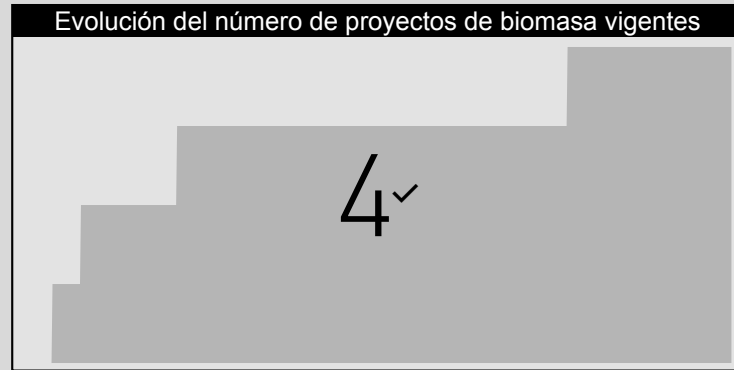 Evolución del número de proyectos de biomasa vigentes
4✓